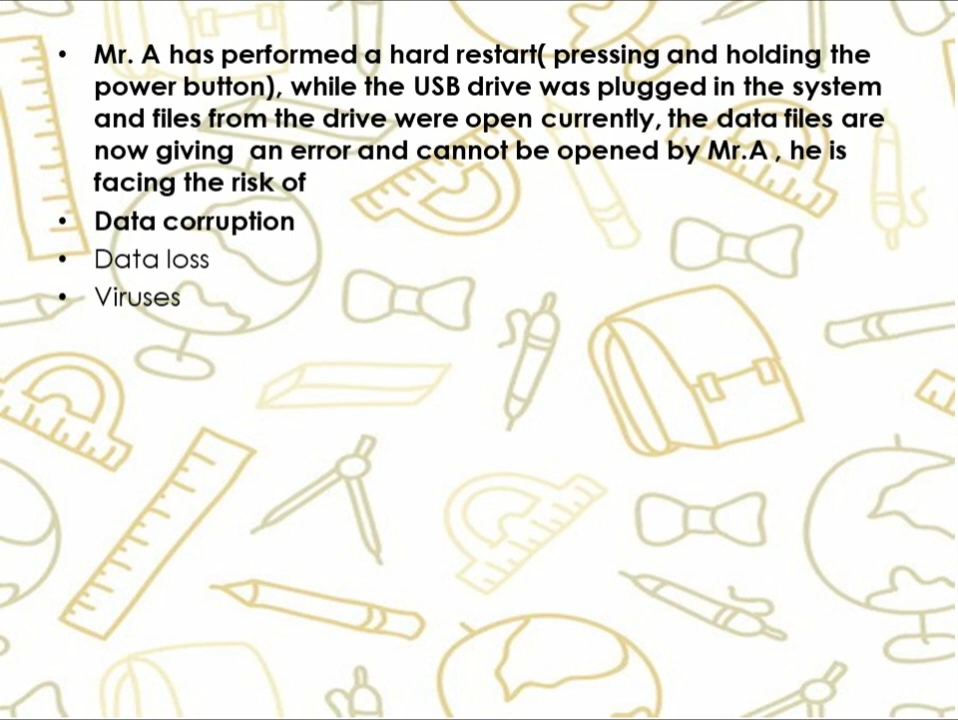 • Mr. A has performed a hard restart( pressing and holding the
power button), while the USB drive was plugged in the system
and files from the drive were open currently, the data files are
now giving  an error and cannot be opened by Mr.A , he is
facing the risk of
• Data corruption
• Data loss
• Viruses